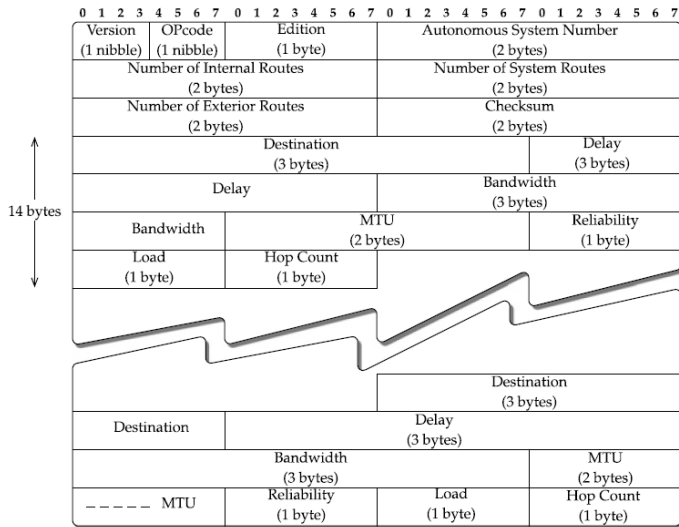 0 1 2 3 4 5 6 7 0 1 2 3 4 5 6 7 0 1 2 3 4 5 6 7 0 1 2 3 4 5 6 7
Version OPcode Edition Autonomous System Number
(1 nibble) (1 nibble) (1 byte) (2 bytes)
Number of Internal Routes Number of System Routes
(2 bytes) (2 bytes)
Number of Exterior Routes Checksum
(2 bytes) (2 bytes)
Destination Delay
(3 bytes) (3 bytes)
Delay Bandwidth
(3 bytes)
14 bytes
Bandwidth MTU Reliability
(2 bytes) (1 byte)
Load Hop Count
(1 byte) (1 byte)
Destination
(3 bytes)
Destination Delay
(3 bytes)
Bandwidth MTU
(3 bytes) (2 bytes)
MTU Reliability Load Hop Count
(1 byte) (1 byte) (1 byte)